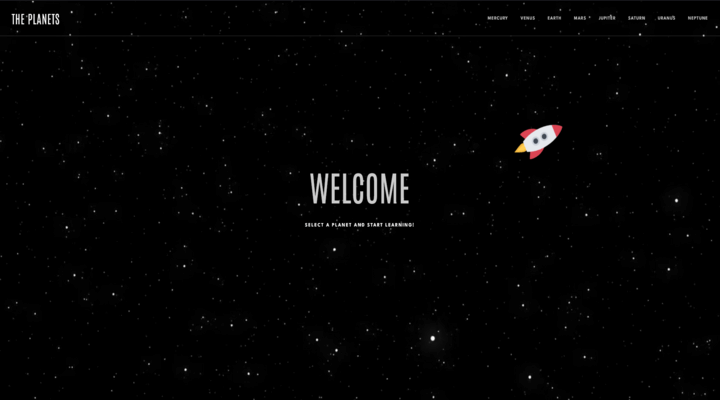 THE PLANETS
MERCURY VENUS EARTH MARS JUPITER SATURN URANUS NEPTUNE
WELCOME
SELECT A PLANET AND START LEARNING!